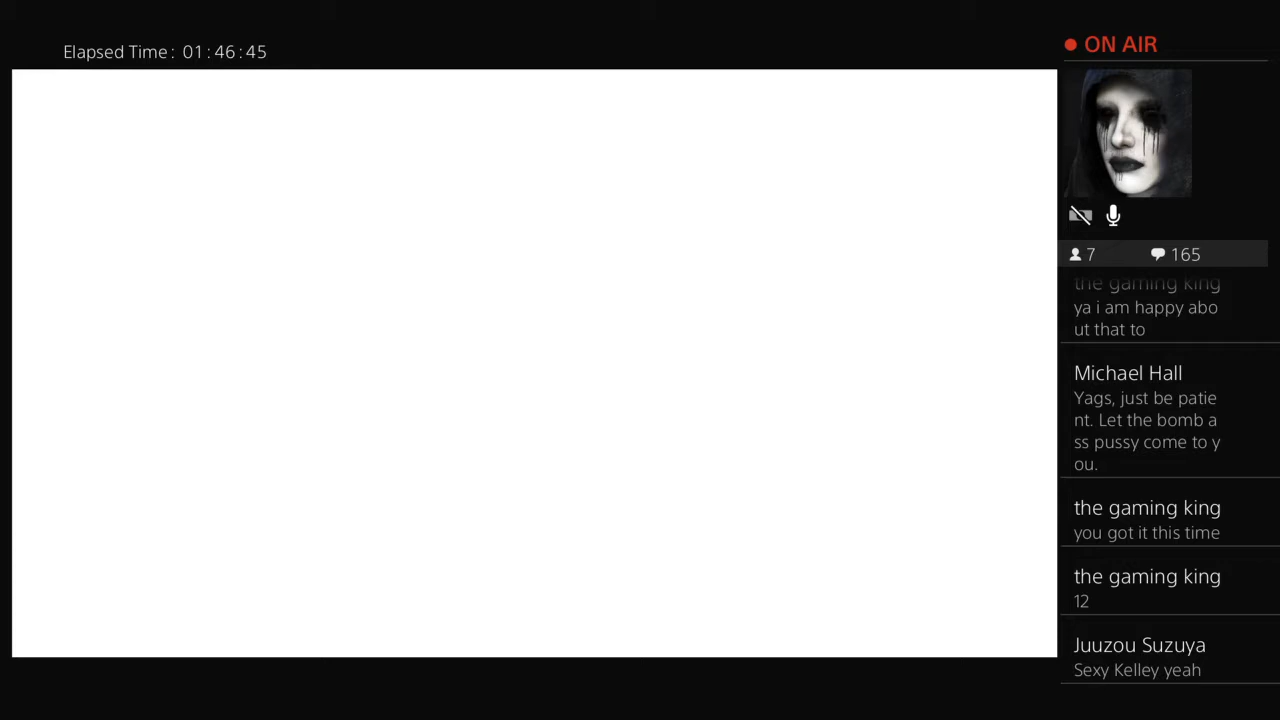 Elapsed Time: 01:46:45
ON AIR
7 165
the gaming king
ya i am happy abo
ut that to
Michael Hall
Yags, just be patie
nt. Let the bomb a
ss pussy come to y
ou.
the gaming king
you got it this time
the gaming king
12
Juuzou Suzuya
Sexy Kelley yeah